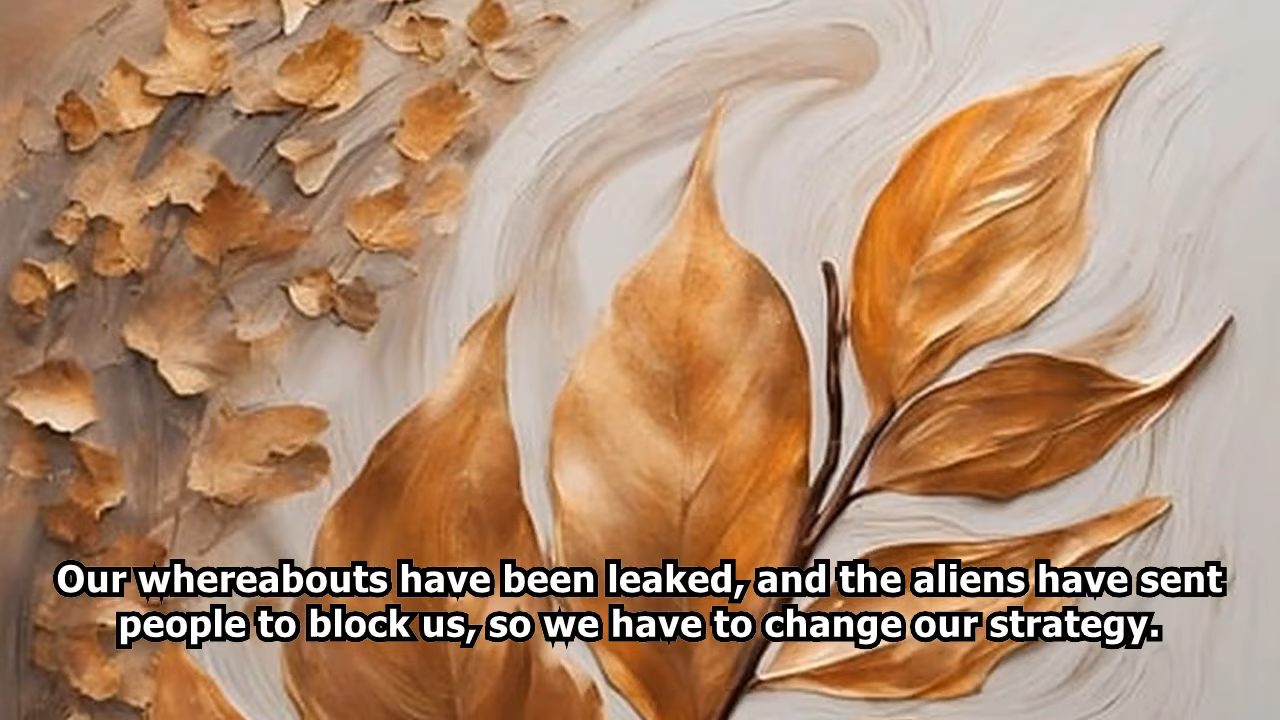 Our whereabouts have been leaked, and the aliens have sent
people to block us, so we have to change our strategy.